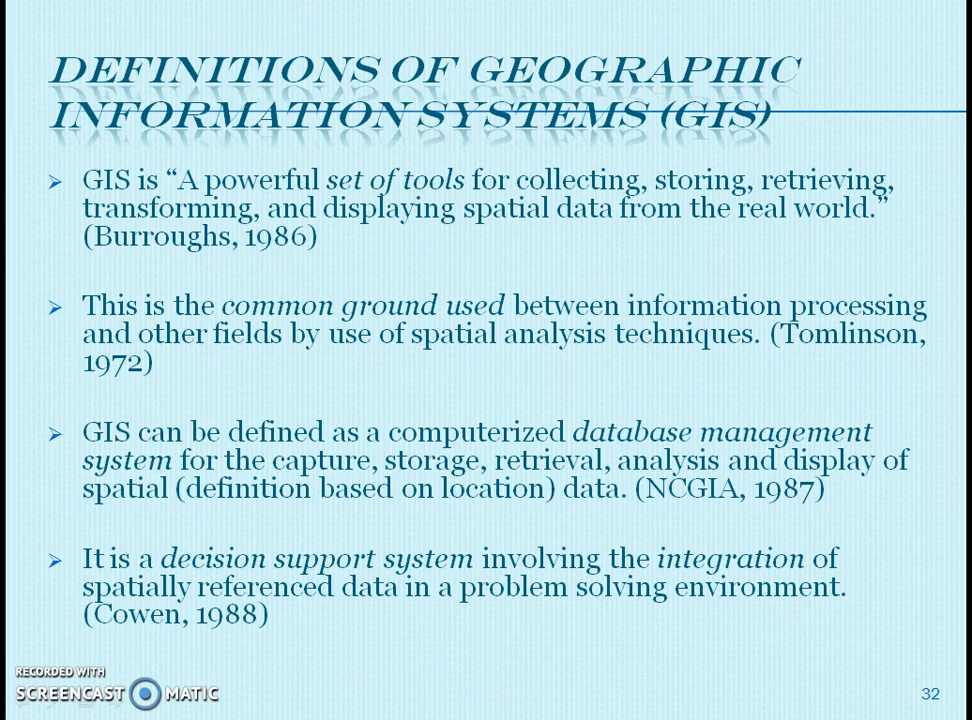 DEFINITIONS OF GEOGRAPHIC
INFORMATION SYSTEMS (GIS)
GIS is “A powerful set of tools for collecting, storing, retrieving,
transforming, and displaying spatial data from the real world.”
(Burroughs, 1986)
This is the common ground used between information processing
and other fields by use of spatial analysis techniques. (Tomlinson,
1972)
GIS can be defined as a computerized database management
system for the capture, storage, retrieval, analysis and display of
spatial (definition based on location) data. (NCGIA, 1987)
It is a decision support system involving the integration of
spatially referenced data in a problem solving environment.
(Cowen, 1988)
RECORDED WITH
SCREENCAST MATIC
32